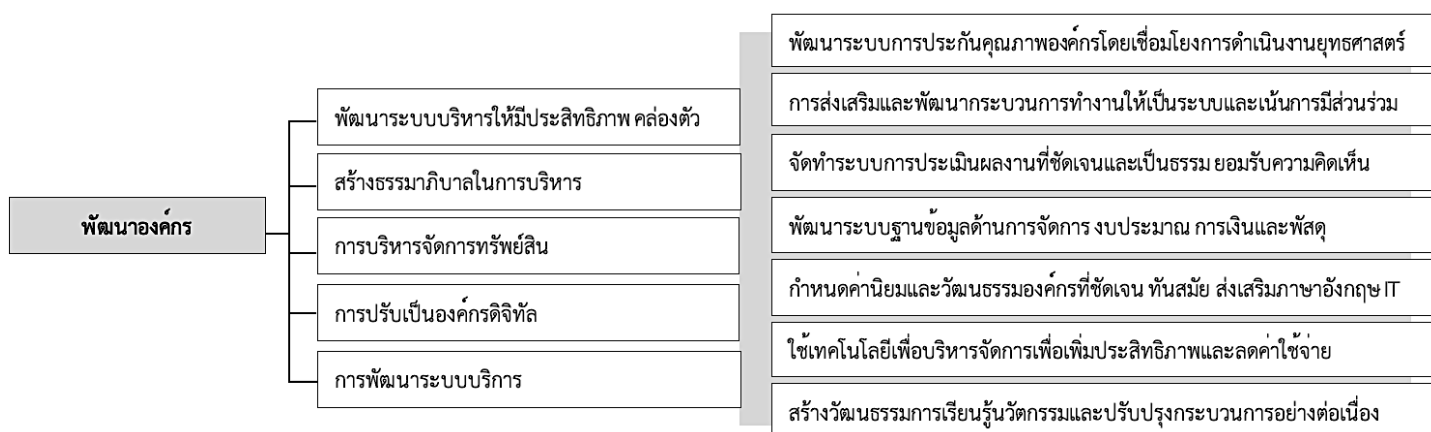 พัฒนาองค์กร
พัฒนาระบบบริหารให้มีประสิทธิภาพ คล่องตัว
สร้างธรรมาภิบาลในการบริหาร
การบริหารจัดการทรัพย์สิน
การปรับเป็นองค์กรดิจิทัล
การพัฒนาระบบบริการ
พัฒนาระบบการประกันคุณภาพองค์กรโดยเชื่อมโยงการดำเนินงานยุทธศาสตร์
การส่งเสริมและพัฒนากระบวนการทำงานให้เป็นระบบและเน้นการมีส่วนร่วม
จัดทำระบบการประเมินผลงานที่ชัดเจนและเป็นธรรม ยอมรับความคิดเห็น
พัฒนาระบบฐานข้อมูลด้านการจัดการ งบประมาณ การเงินและพัสดุ
กำหนดค่านิยมและวัฒนธรรมองค์กรที่ชัดเจน ทันสมัย ส่งเสริมภาษาอังกฤษ IT
ใช้เทคโนโลยีเพื่อบริหารจัดการเพื่อเพิ่มประสิทธิภาพและลดค่าใช้จ่าย
สร้างวัฒนธรรมการเรียนรู้นวัตกรรมและปรับปรุงกระบวนการอย่างต่อเนื่อง